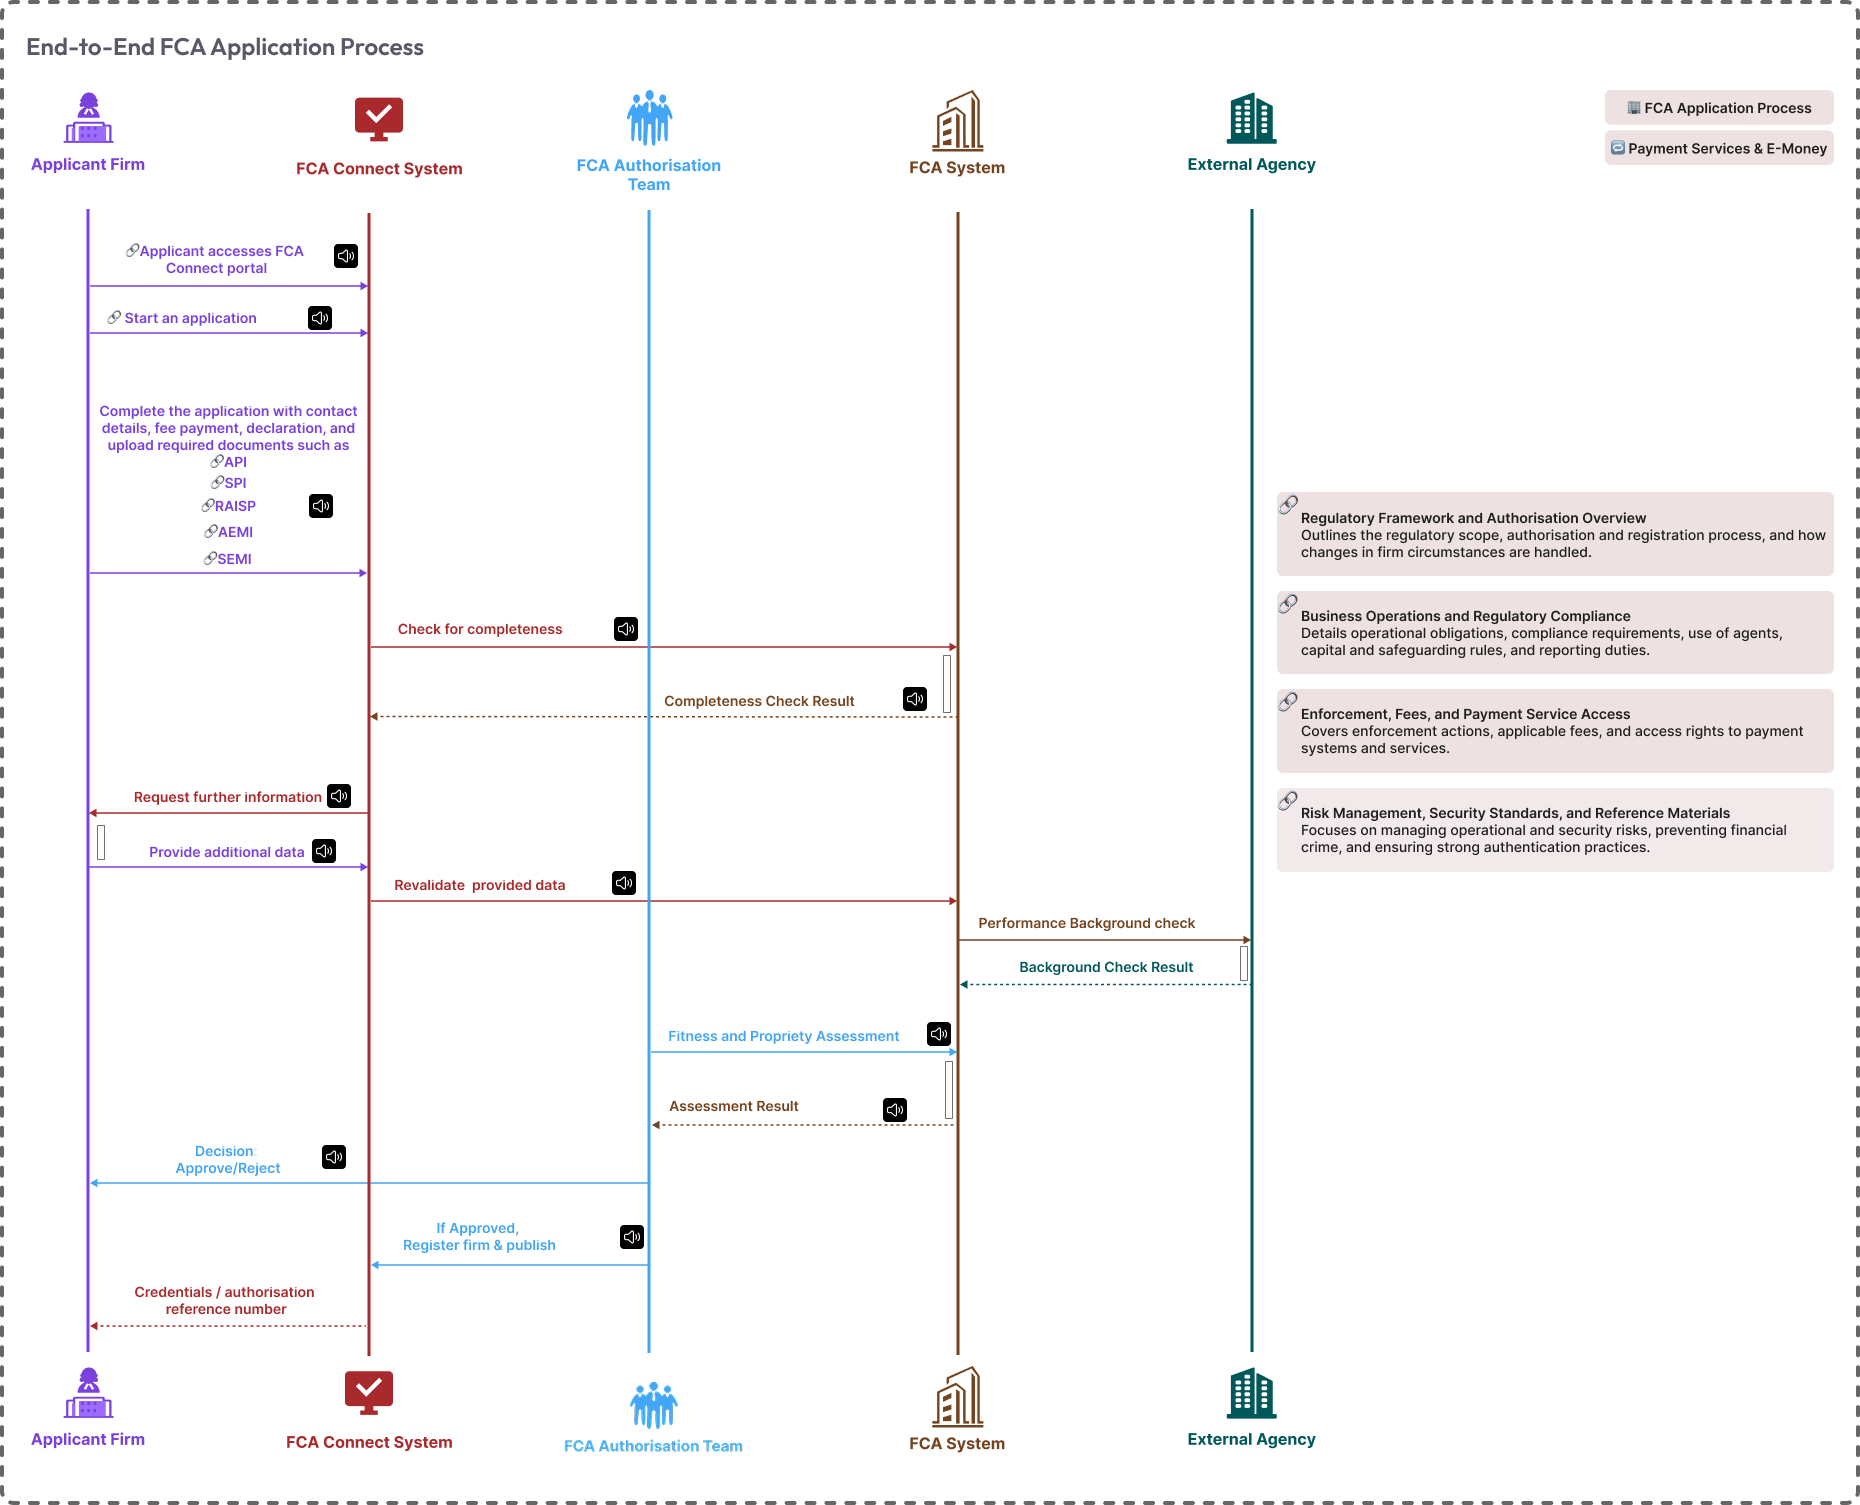 End-to-End FCA Application Process
Applicant Firm
FCA Connect System
FCA Authorisation
Team
FCA System
External Agency
FCA Application Process
Payment Services & E-Money
Applicant accesses FCA
Connect portal
Start an application
Complete the application with contact
details, fee payment, declaration, and
upload required documents such as
API
SPI
RAISP
AEMI
SEMI
Regulatory Framework and Authorisation Overview
Outlines the regulatory scope, authorisation and registration process, and how
changes in firm circumstances are handled.
Business Operations and Regulatory Compliance
Details operational obligations, compliance requirements, use of agents,
capital and safeguarding rules, and reporting duties.
Enforcement, Fees, and Payment Service Access
Covers enforcement actions, applicable fees, and access rights to payment
systems and services.
Risk Management, Security Standards, and Reference Materials
Focuses on managing operational and security risks, preventing financial
crime, and ensuring strong authentication practices.
Check for completeness
Completeness Check Result
Request further information
Provide additional data
Revalidate provided data
Performance Background check
Background Check Result
Fitness and Propriety Assessment
Assessment Result
Decision
Approve/Reject
If Approved,
Register firm & publish
Credentials / authorisation
reference number
Applicant Firm
FCA Connect System
FCA Authorisation Team
FCA System
External Agency